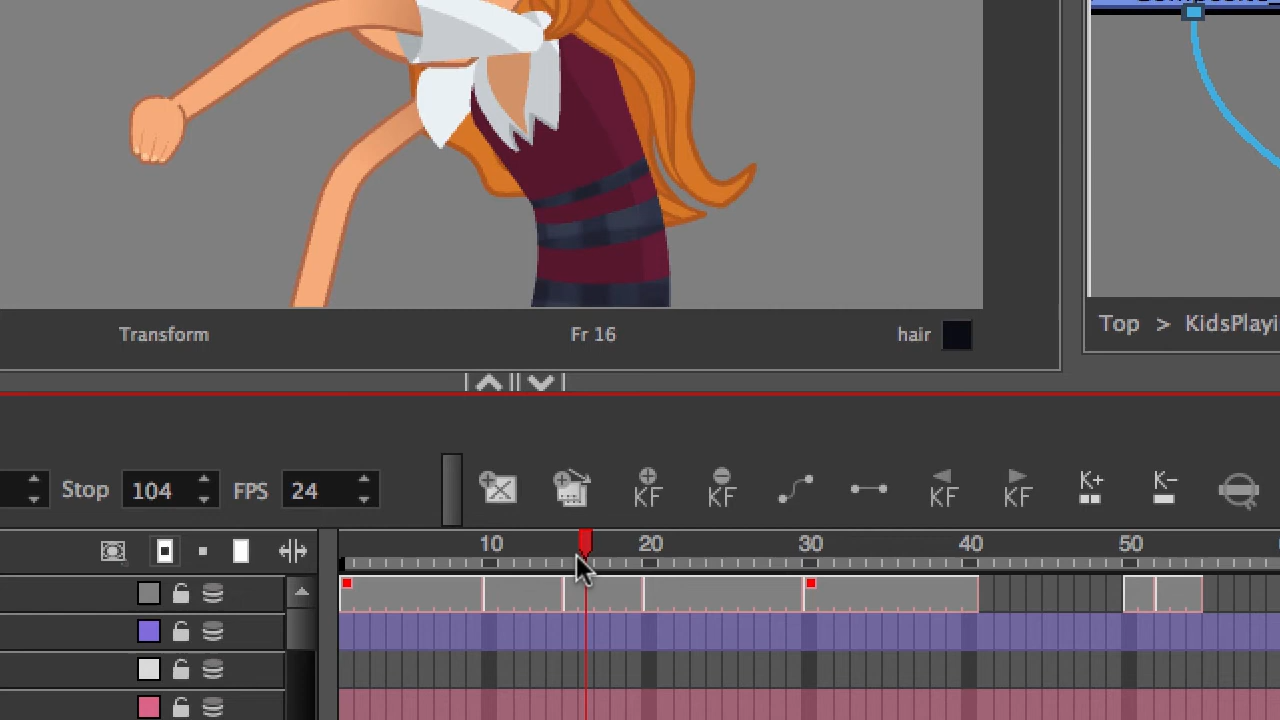 Top > KidsPlayi
Transform Fr 16 hair
Stop 104 FPS 24
KF KF KF KF K+ K-
10 20 30 40 50